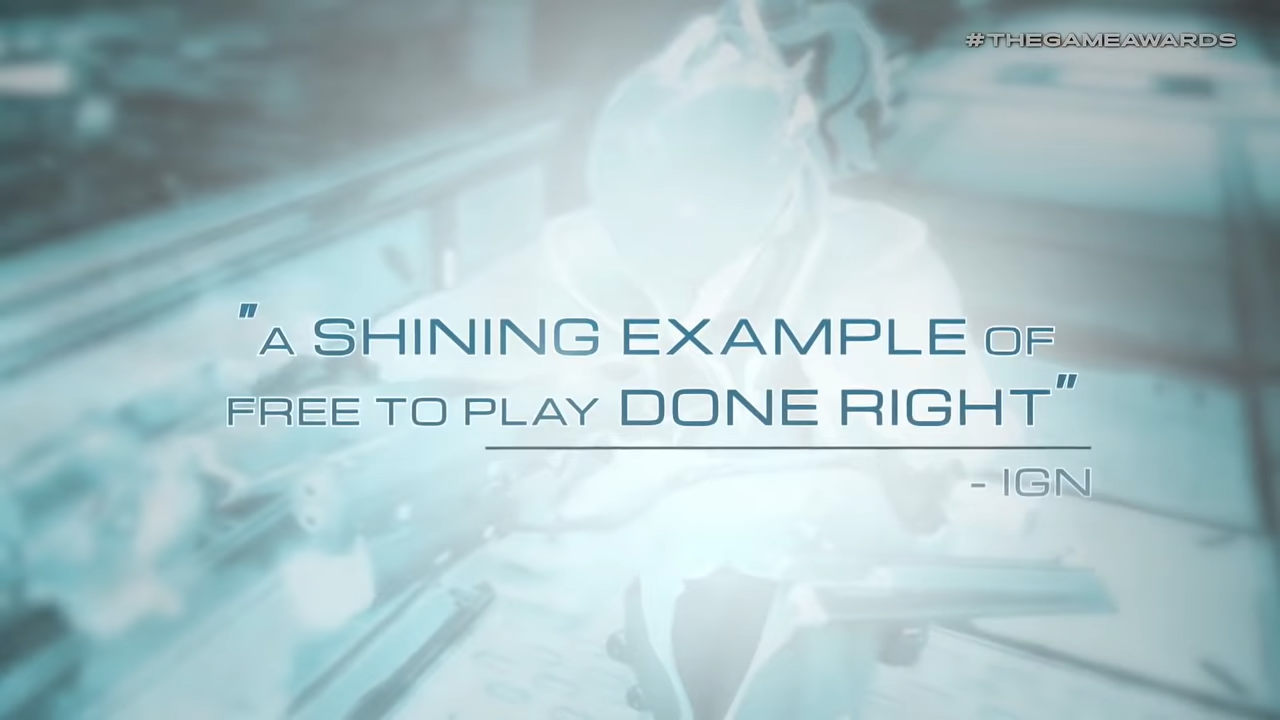 #THEGAMEAWARDS
"A SHINING EXAMPLE OF
FREE TO PLAY DONE RIGHT"
- IGN